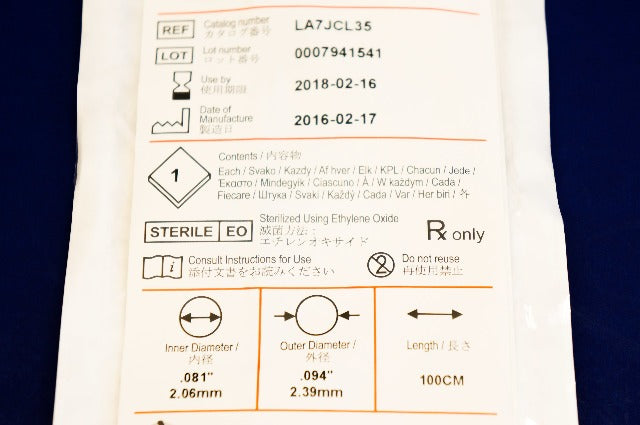 REF Catalog number LA7JCL35
カタログ番号
LOT Lot number 0007941541
ロット番号
Use by 2018-02-16
使用期限
Date of
Manufacture 2016-02-17
製造日
Contents / 内容物
1
Each / Svako / Kazdy / Af hver / Elk / KPL / Chacun / Jede /
Έκαστο / Mindegyik / Ciascuno / Á / W każdym / Cada /
Fiecare / Штука / Svaki / Každý / Cada / Var / Her biri / 各
STERILE EO Sterilized Using Ethylene Oxide
滅菌方法：
エチレンオキサイド
Rx only
Consult Instructions for Use
添付文書をお読みください
2 Do not reuse
再使用禁止
Inner Diameter /
内径
.081"
2.06mm
Outer Diameter /
外径
.094"
2.39mm
Length / 長さ
100CM